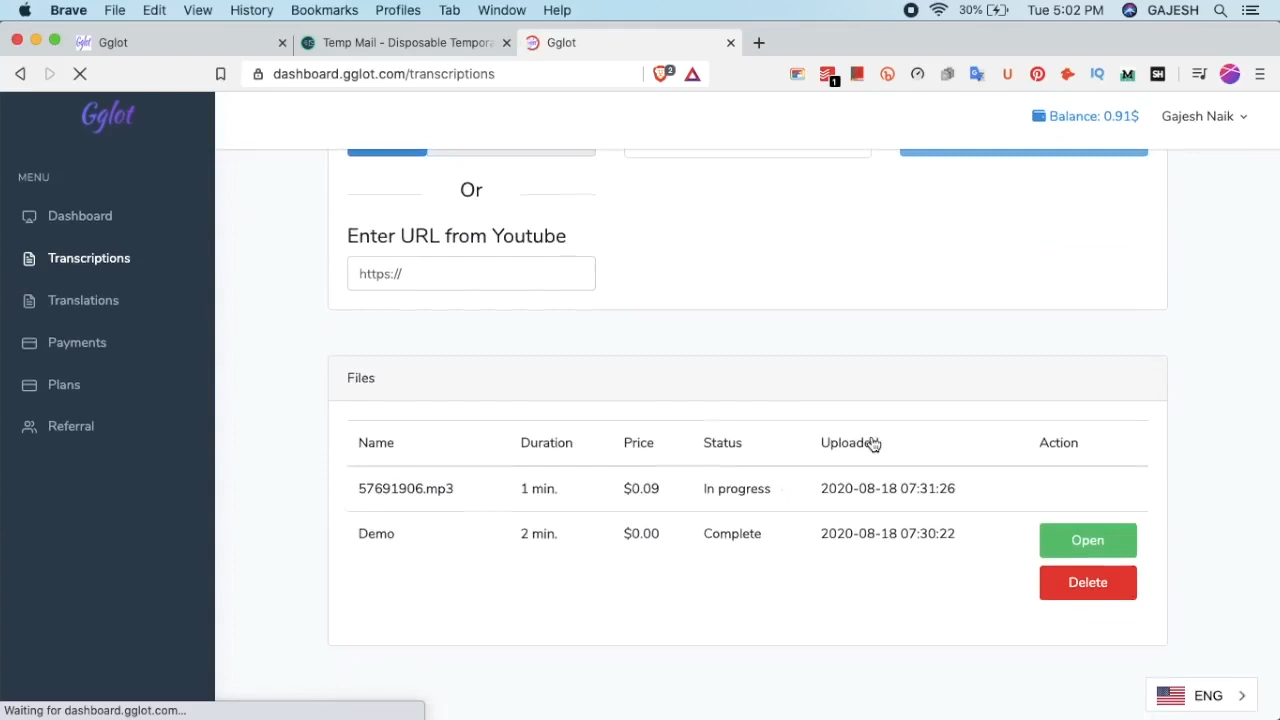 Brave File Edit View History Bookmarks Profiles Tab Window Help 30% Tue 5:02 PM GAJESH
Gglot Temp Mail - Disposable Tempora Gglot
dashboard.gglot.com/transcriptions 2 1 U IQ M SH
Gglot
Balance: 0.91$ Gajesh Naik
MENU
Dashboard
Transcriptions
Translations
Payments
Plans
Referral
Or
Enter URL from Youtube
https://
Files
Name Duration Price Status Uploaded Action
57691906.mp3 1 min. $0.09 In progress 2020-08-18 07:31:26
Demo 2 min. $0.00 Complete 2020-08-18 07:30:22 Open
Delete
ENG
Waiting for dashboard.gglot.com...